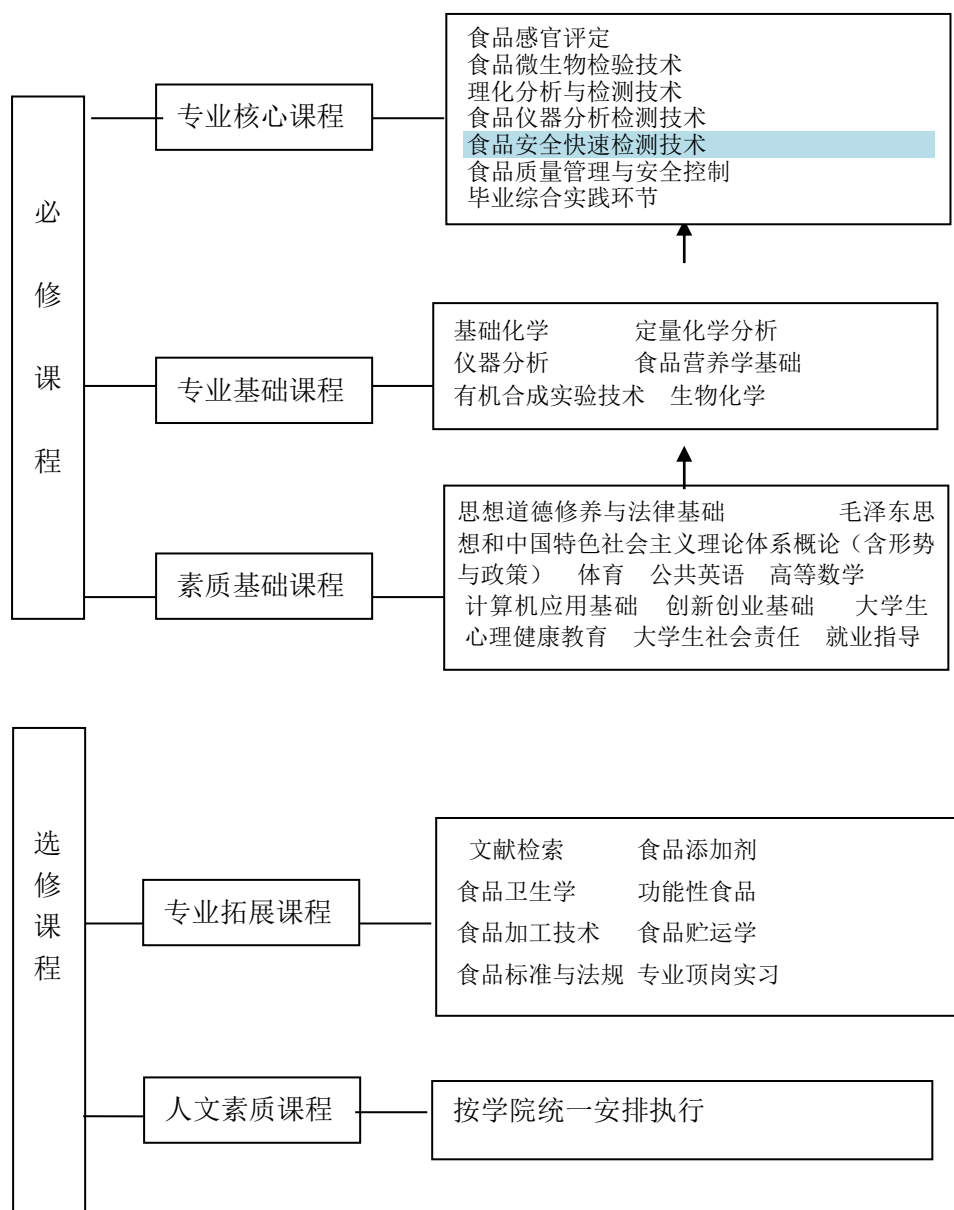 必修课程
专业核心课程
食品感官评定
食品微生物检验技术
理化分析与检测技术
食品仪器分析检测技术
食品安全快速检测技术
食品质量管理与安全控制
毕业综合实践环节
专业基础课程
基础化学 定量化学分析
仪器分析 食品营养学基础
有机合成实验技术 生物化学
素质基础课程
思想道德修养与法律基础 毛泽东思
想和中国特色社会主义理论体系概论（含形势
与政策） 体育 公共英语 高等数学
计算机应用基础 创新创业基础 大学生
心理健康教育 大学生社会责任 就业指导
选修课程
专业拓展课程
文献检索 食品添加剂
食品卫生学 功能性食品
食品加工技术 食品贮运学
食品标准与法规 专业顶岗实习
人文素质课程
按学院统一安排执行